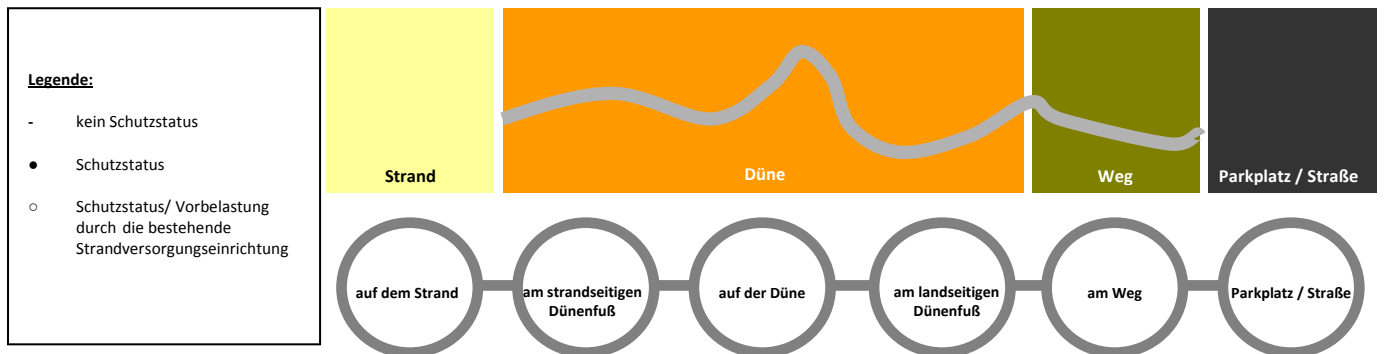 Legende:
- kein Schutzstatus
● Schutzstatus
○ Schutzstatus/ Vorbelastung
durch die bestehende
Strandversorgungseinrichtung
Strand
Düne
Weg
Parkplatz / Straße
auf dem Strand
am strandseitigen
Dünenfuß
auf der Düne
am landseitigen
Dünenfuß
am Weg
Parkplatz / Straße